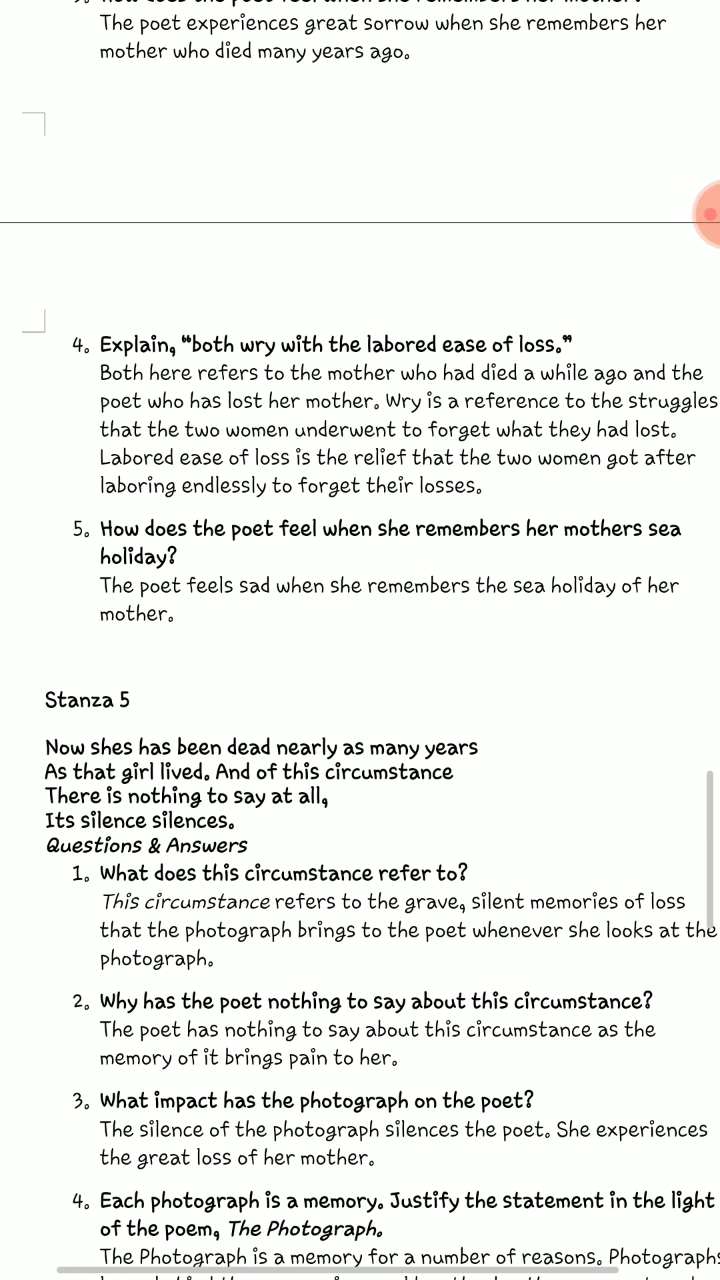 The poet experiences great sorrow when she remembers her
mother who died many years ago.
4. Explain, “both wry with the labored ease of loss.”
Both here refers to the mother who had died a while ago and the
poet who has lost her mother. Wry is a reference to the struggles
that the two women underwent to forget what they had lost.
Labored ease of loss is the relief that the two women got after
laboring endlessly to forget their losses.
5. How does the poet feel when she remembers her mothers sea
holiday?
The poet feels sad when she remembers the sea holiday of her
mother.
Stanza 5
Now shes has been dead nearly as many years
As that girl lived. And of this circumstance
There is nothing to say at all,
Its silence silences.
Questions & Answers
1. What does this circumstance refer to?
This circumstance refers to the grave, silent memories of loss
that the photograph brings to the poet whenever she looks at the
photograph.
2. Why has the poet nothing to say about this circumstance?
The poet has nothing to say about this circumstance as the
memory of it brings pain to her.
3. What impact has the photograph on the poet?
The silence of the photograph silences the poet. She experiences
the great loss of her mother.
4. Each photograph is a memory. Justify the statement in the light
of the poem, The Photograph.
The Photograph is a memory for a number of reasons. Photographs